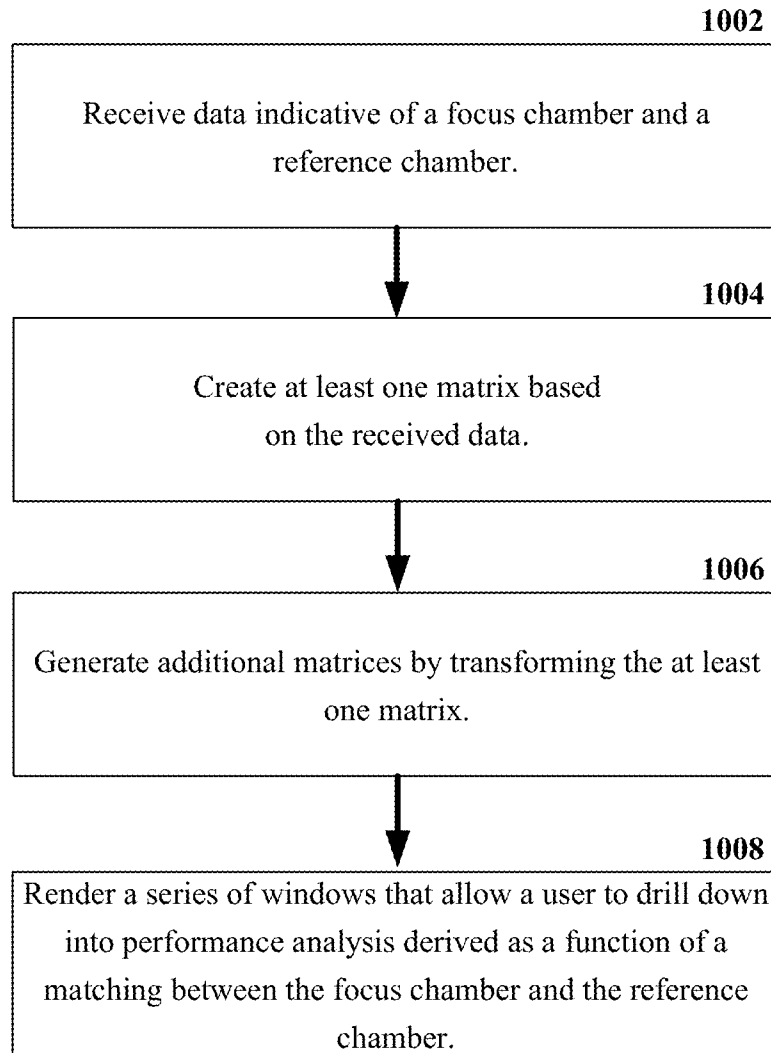 1002
Receive data indicative of a focus chamber and a
reference chamber.
1004
Create at least one matrix based
on the received data.
1006
Generate additional matrices by transforming the at least
one matrix.
1008
Render a series of windows that allow a user to drill down
into performance analysis derived as a function of a
matching between the focus chamber and the reference
chamber.